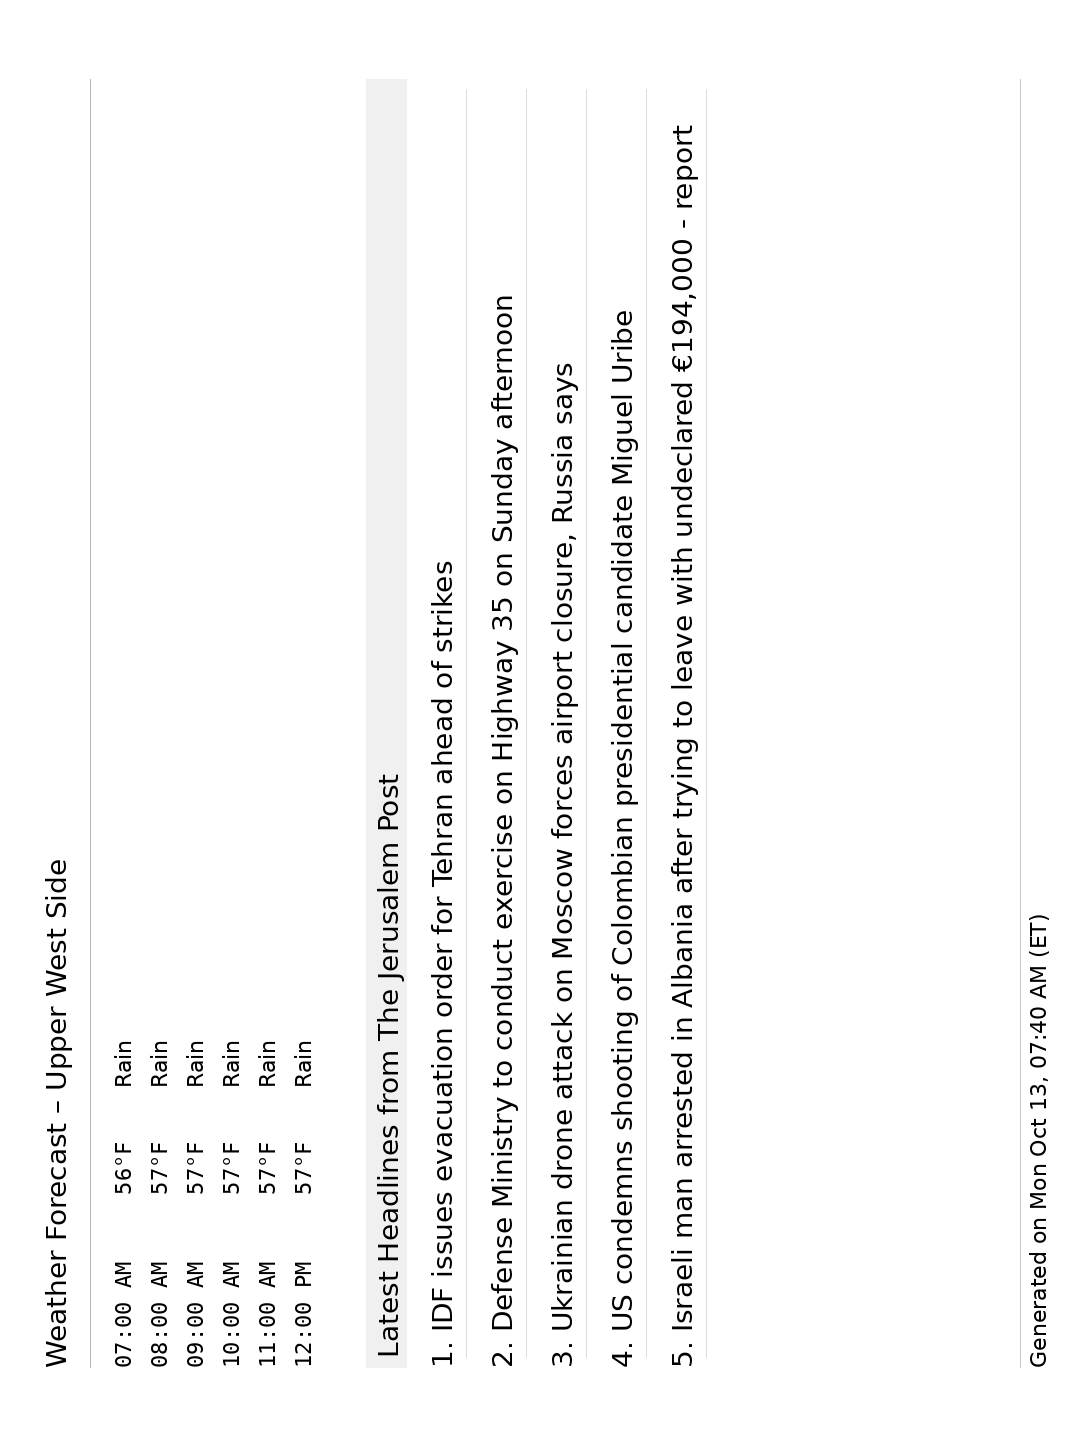 Weather Forecast – Upper West Side
07:00 AM 56°F Rain
08:00 AM 57°F Rain
09:00 AM 57°F Rain
10:00 AM 57°F Rain
11:00 AM 57°F Rain
12:00 PM 57°F Rain
Latest Headlines from The Jerusalem Post
1. IDF issues evacuation order for Tehran ahead of strikes
2. Defense Ministry to conduct exercise on Highway 35 on Sunday afternoon
3. Ukrainian drone attack on Moscow forces airport closure, Russia says
4. US condemns shooting of Colombian presidential candidate Miguel Uribe
5. Israeli man arrested in Albania after trying to leave with undeclared €194,000 - report
Generated on Mon Oct 13, 07:40 AM (ET)